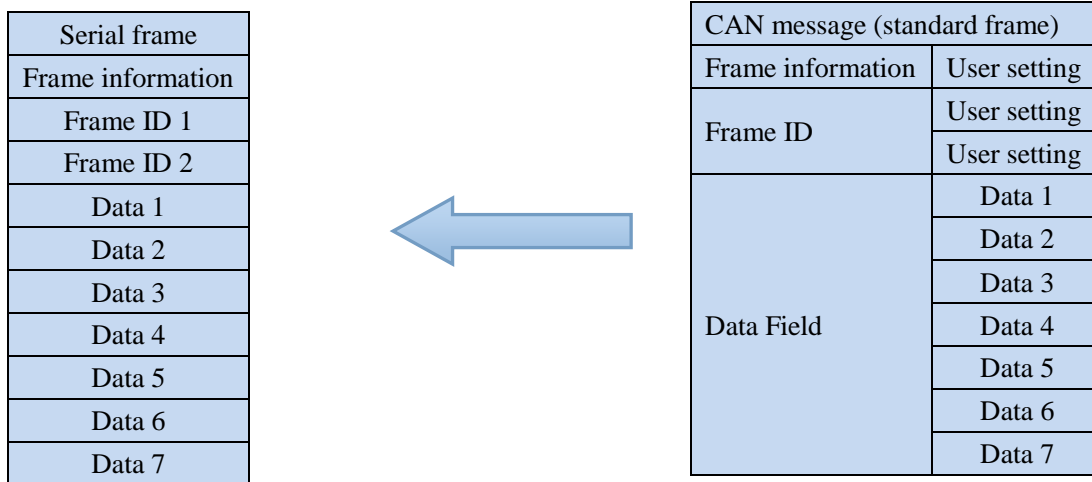 Serial frame
Frame information
Frame ID 1
Frame ID 2
Data 1
Data 2
Data 3
Data 4
Data 5
Data 6
Data 7
CAN message (standard frame)
Frame information User setting
Frame ID
User setting
User setting
Data Field
Data 1
Data 2
Data 3
Data 4
Data 5
Data 6
Data 7